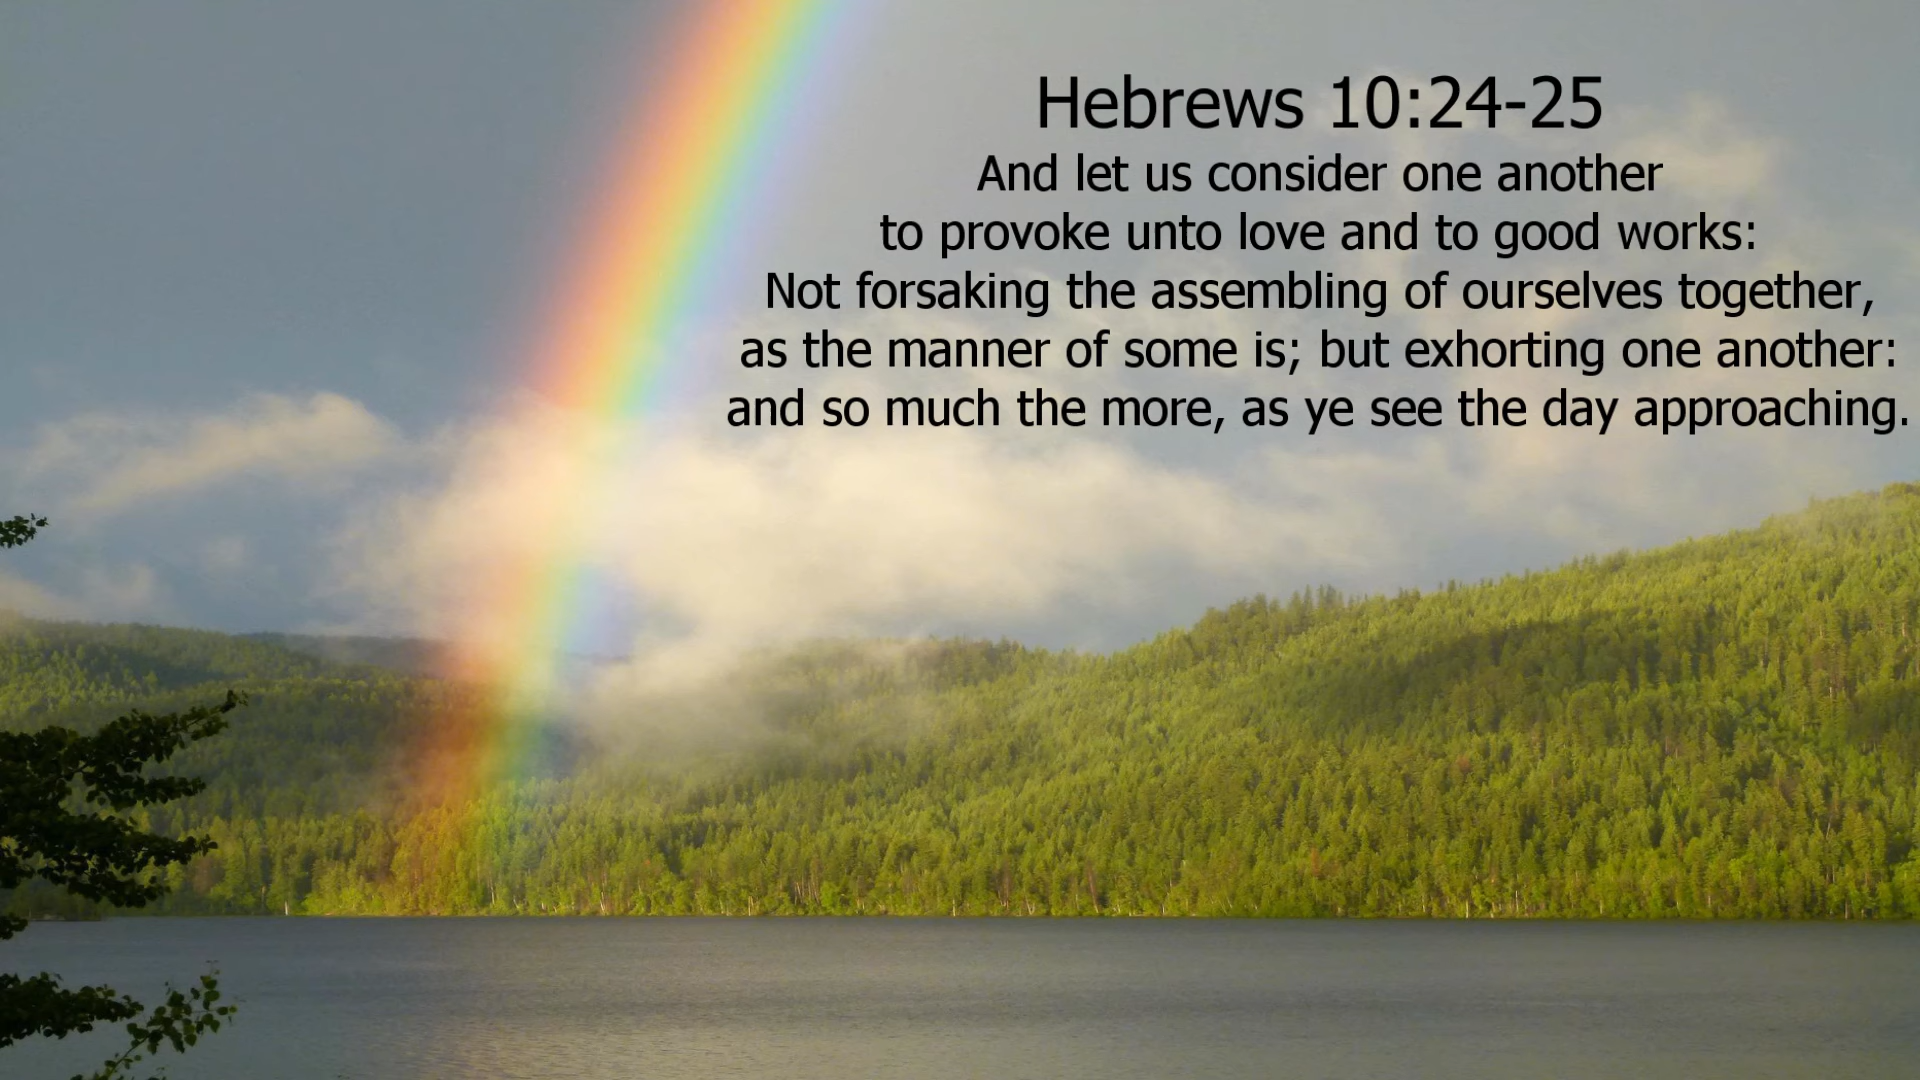 Hebrews 10:24-25
And let us consider one another
to provoke unto love and to good works:
Not forsaking the assembling of ourselves together,
as the manner of some is; but exhorting one another:
and so much the more, as ye see the day approaching.